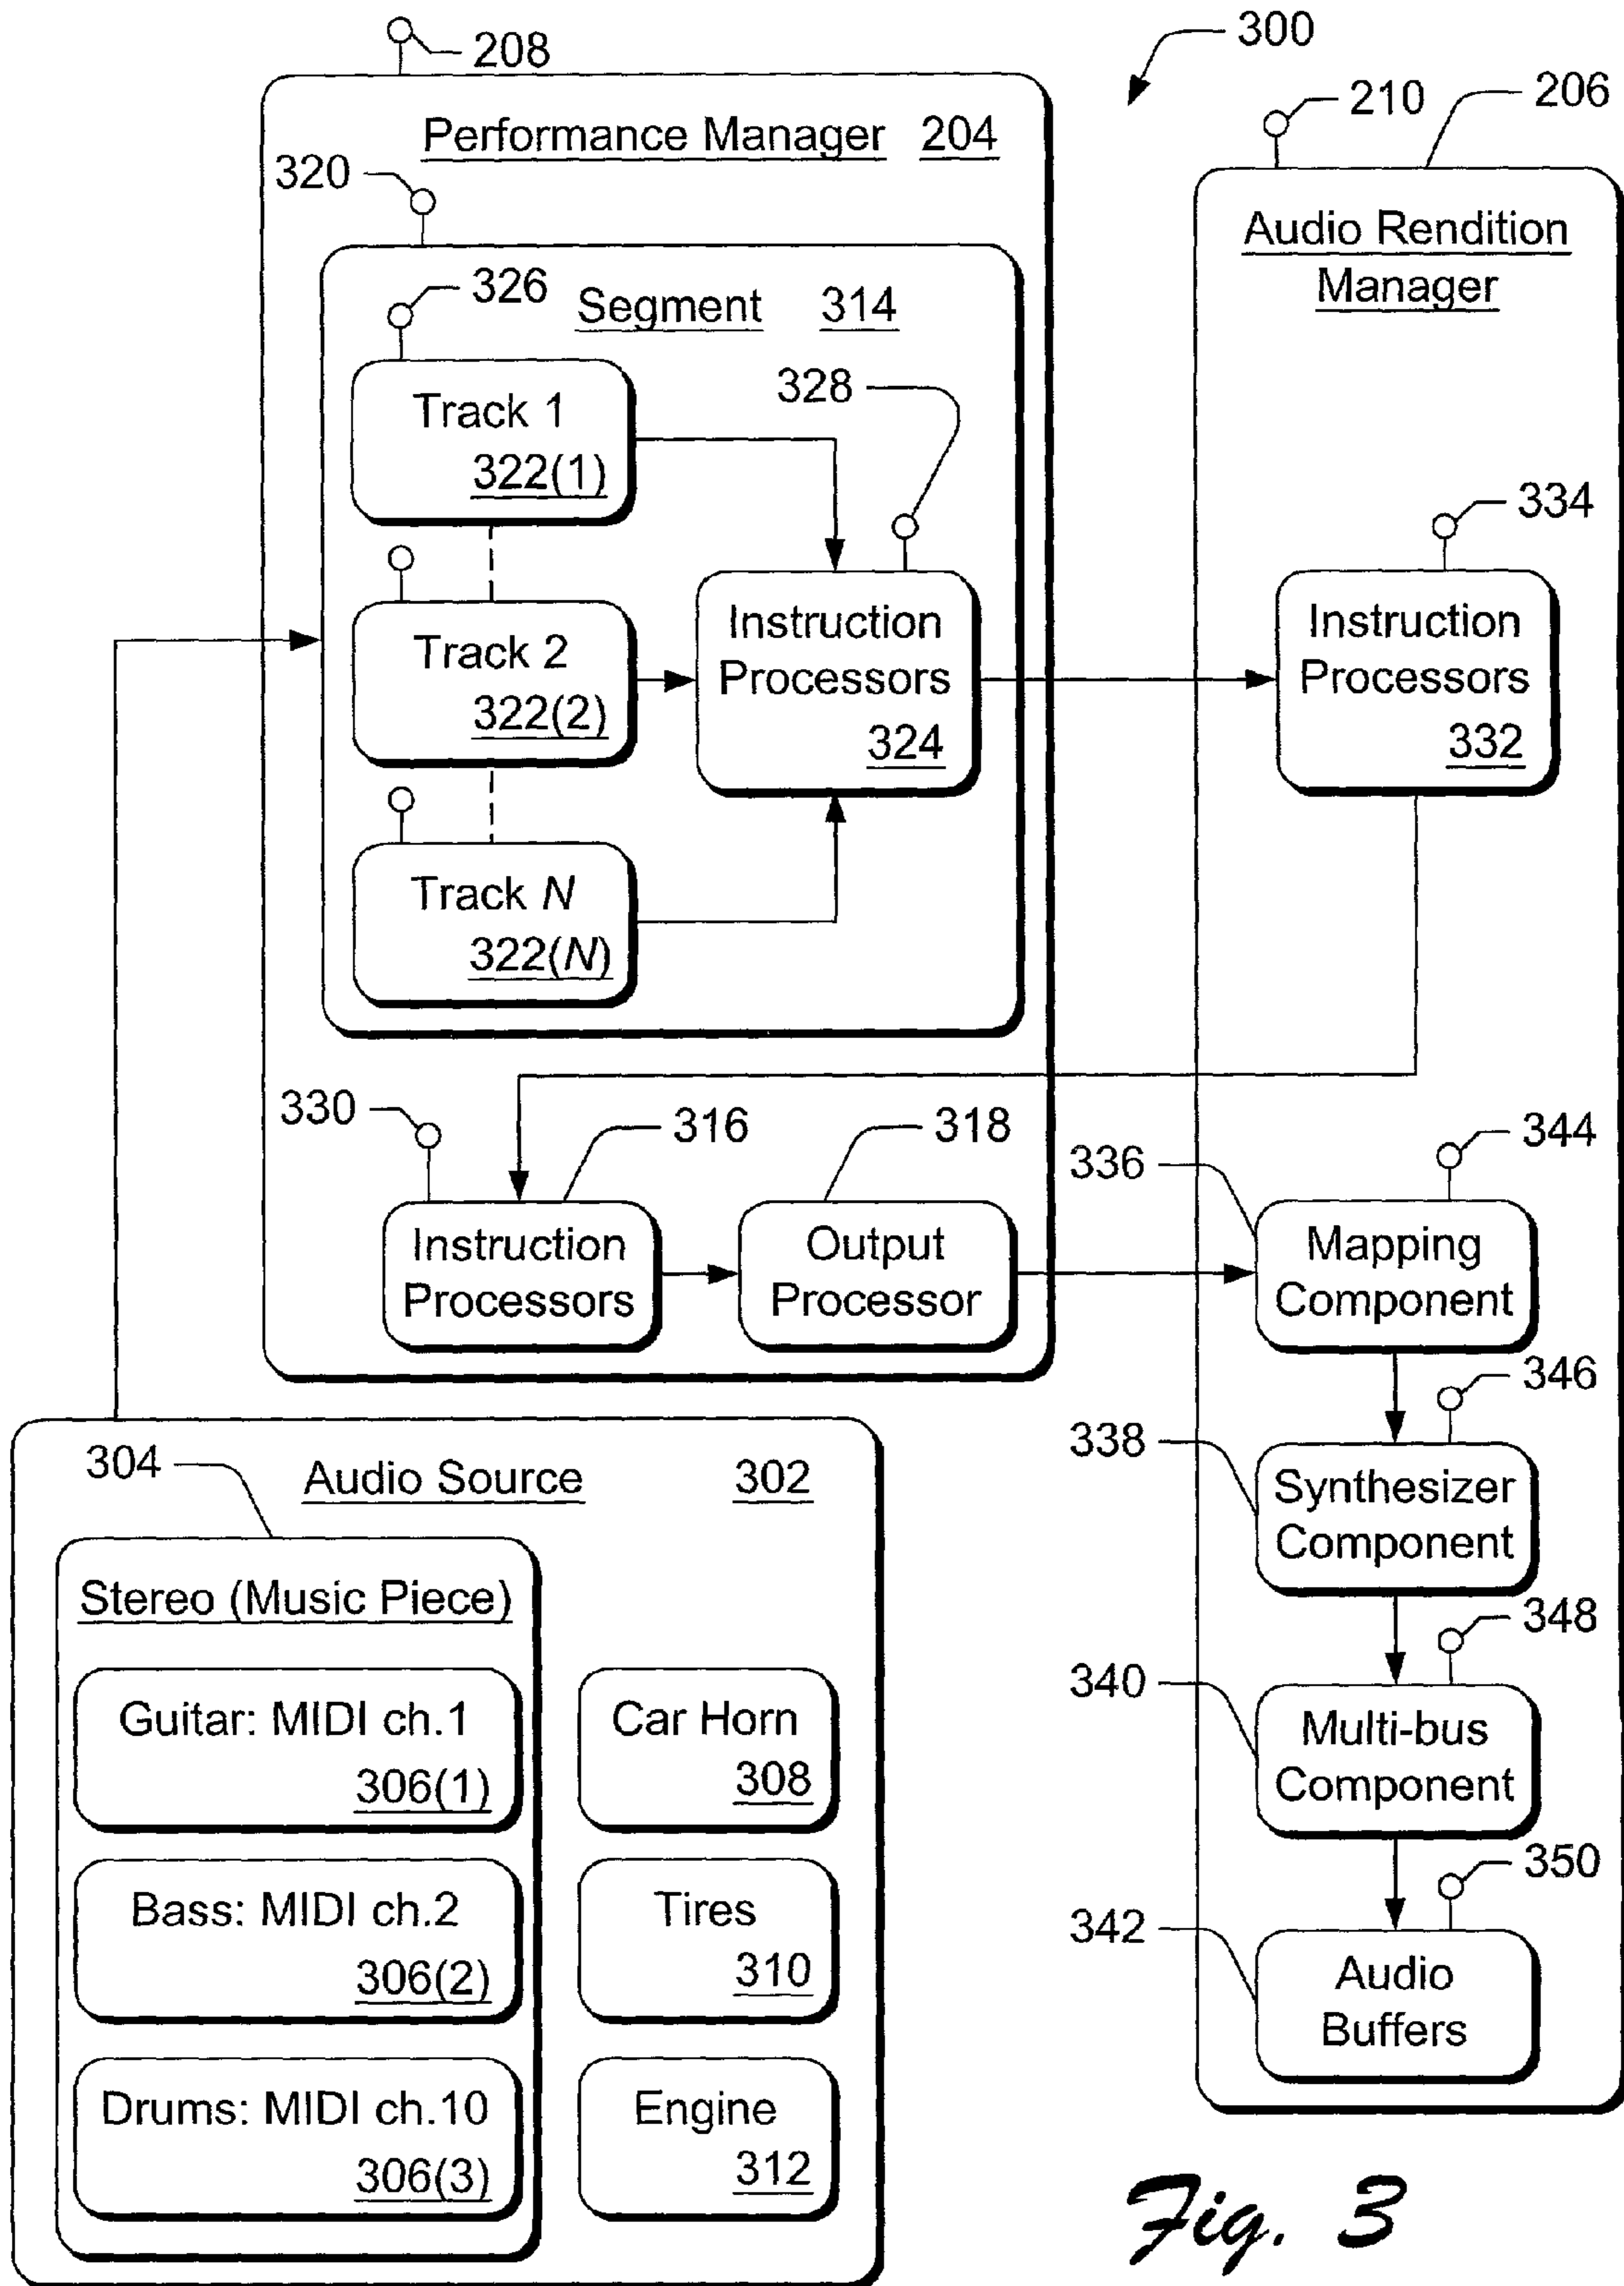 300
208
Performance Manager 204
210
206
Audio Rendition
Manager
320
326
Segment 314
328
Track 1
322(1)
334
Track 2
322(2)
Instruction
Processors
324
Instruction
Processors
332
Track N
322(N)
330
316
318
344
336
Instruction
Processors
Output
Processor
Mapping
Component
346
338
Synthesizer
Component
348
340
Multi-bus
Component
350
342
Audio
Buffers
304
Audio Source 302
Stereo (Music Piece)
Guitar: MIDI ch.1
306(1)
Car Horn
308
Bass: MIDI ch.2
306(2)
Tires
310
Drums: MIDI ch.10
306(3)
Engine
312
Fig. 3